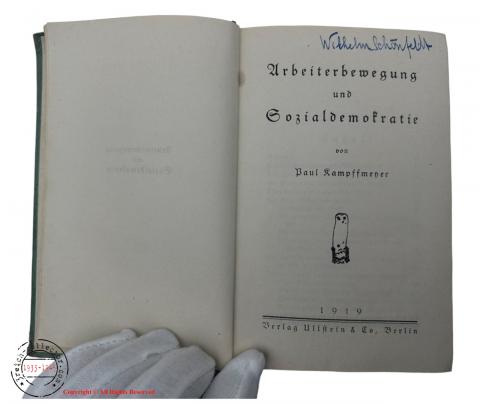 Wilhelm Schönfeldt
Arbeiterbewegung
und
Sozialdemokratie
von
Paul Kampffmeyer
1919
Verlag Ullstein & Co, Berlin
Copyright © All Rights Reserved